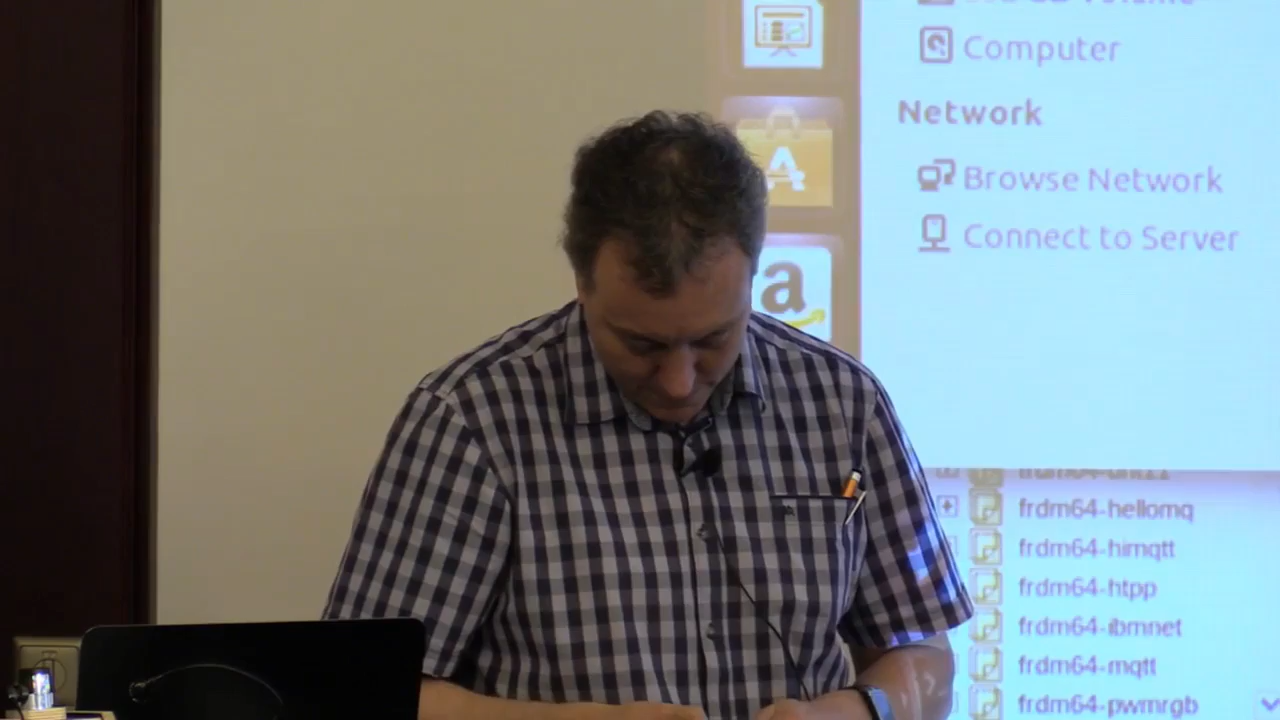 Computer
Network
Browse Network
Connect to Server
a
frdm64-hellomq
frdm64-himqtt
frdm64-htpp
frdm64-ibmnet
frdm64-mqtt
frdm64-pwmrgb